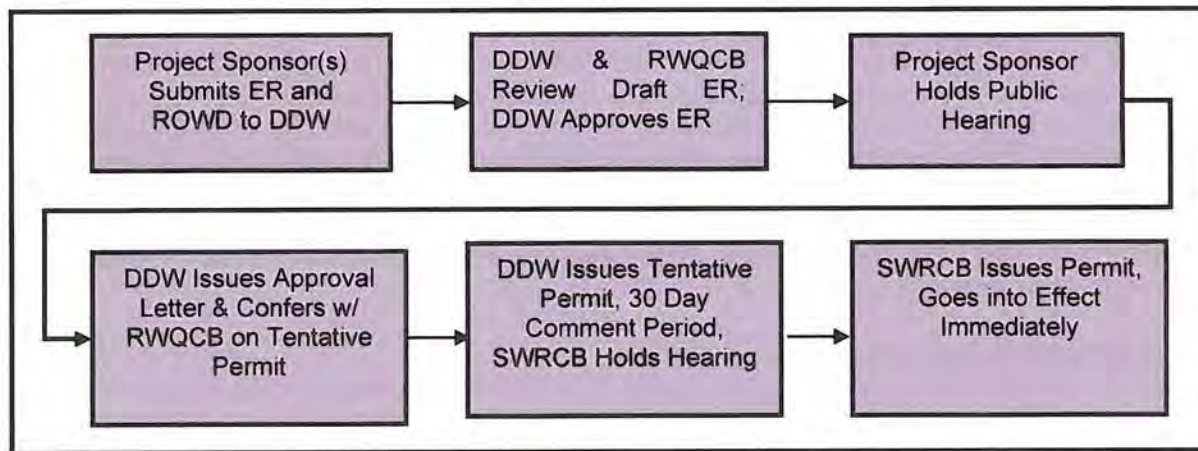 Project Sponsor(s)
Submits ER and
ROWD to DDW
DDW & RWQCB
Review Draft ER;
DDW Approves ER
Project Sponsor
Holds Public
Hearing
DDW Issues Approval
Letter & Confers w/
RWQCB on Tentative
Permit
DDW Issues Tentative
Permit, 30 Day
Comment Period,
SWRCB Holds Hearing
SWRCB Issues Permit,
Goes into Effect
Immediately